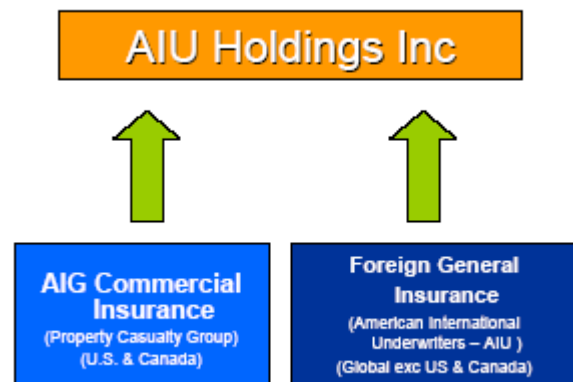 AIU Holdings Inc
AIG Commercial
Insurance
(Property Casualty Group)
(U.S. & Canada)
Foreign General
Insurance
(American International
Underwriters – AIU )
(Global exc US & Canada)